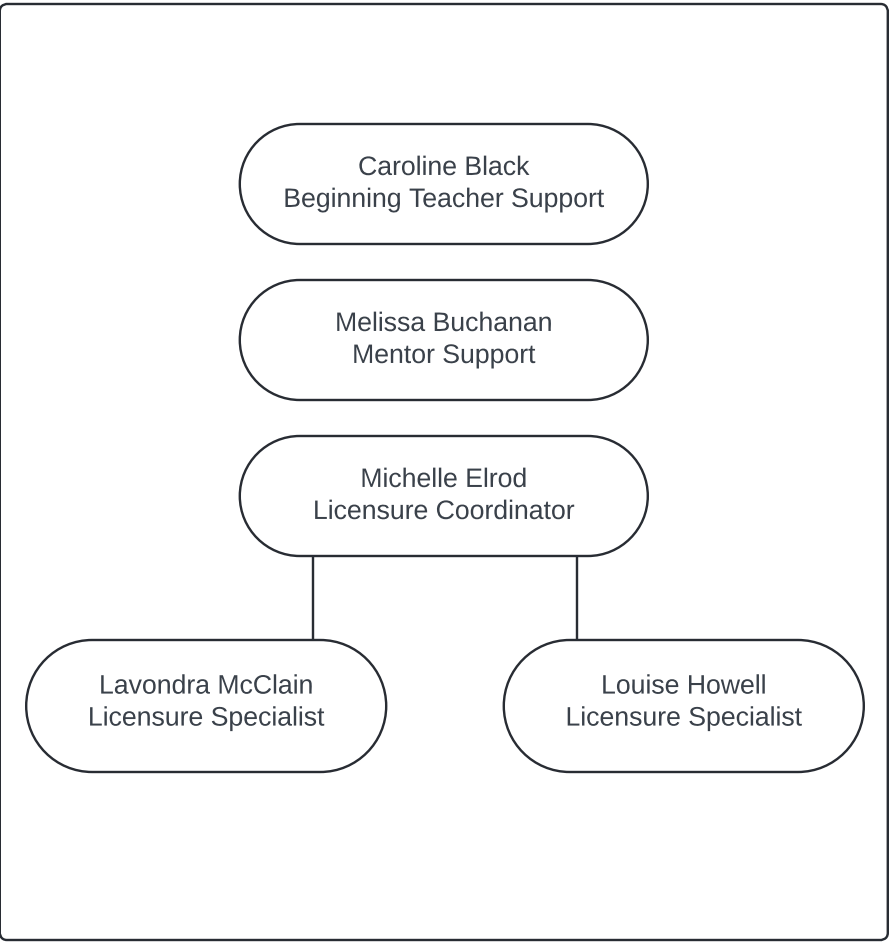 Caroline Black
Beginning Teacher Support
Melissa Buchanan
Mentor Support
Michelle Elrod
Licensure Coordinator
Lavondra McClain
Licensure Specialist
Louise Howell
Licensure Specialist